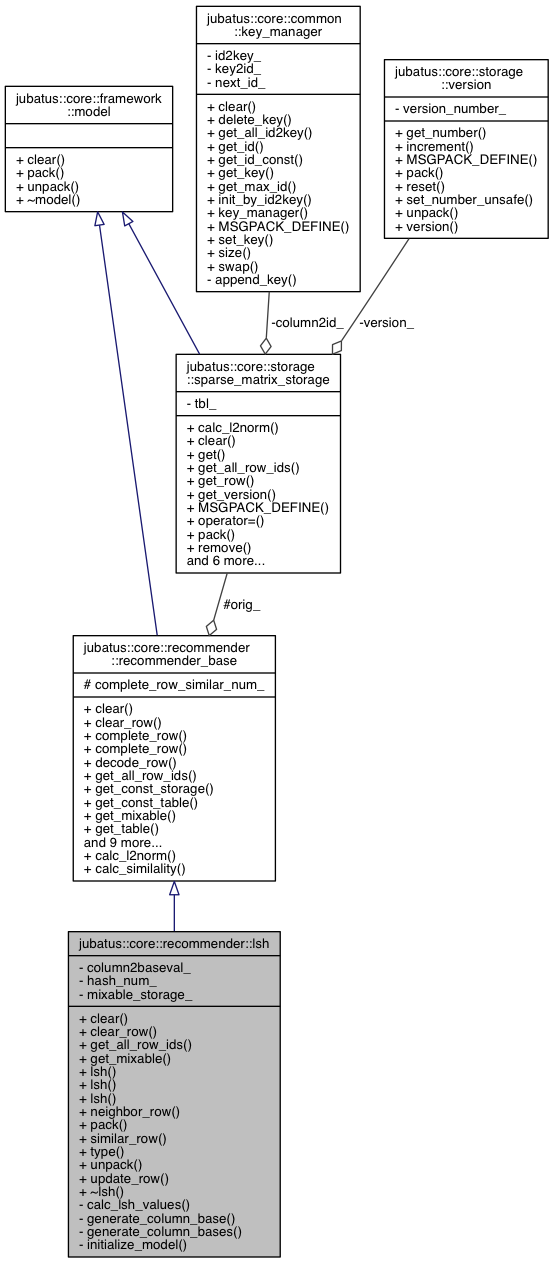 jubatus::core::common
::key_manager
- id2key_
- key2id_
- next_id_
+ clear()
+ delete_key()
+ get_all_id2key()
+ get_id()
+ get_id_const()
+ get_key()
+ get_max_id()
+ init_by_id2key()
+ key_manager()
+ MSGPACK_DEFINE()
+ set_key()
+ size()
+ swap()
- append_key()
jubatus::core::storage
::version
- version_number_
+ get_number()
+ increment()
+ MSGPACK_DEFINE()
+ pack()
+ reset()
+ set_number_unsafe()
+ unpack()
+ version()
jubatus::core::framework
::model
+ clear()
+ pack()
+ unpack()
+ ~model()
-column2id_
-version_
jubatus::core::storage
::sparse_matrix_storage
- tbl_
+ calc_l2norm()
+ clear()
+ get()
+ get_all_row_ids()
+ get_row()
+ get_version()
+ MSGPACK_DEFINE()
+ operator=()
+ pack()
+ remove()
and 6 more...
#orig_
jubatus::core::recommender
::recommender_base
# complete_row_similar_num_
+ clear()
+ clear_row()
+ complete_row()
+ complete_row()
+ decode_row()
+ get_all_row_ids()
+ get_const_storage()
+ get_const_table()
+ get_mixable()
+ get_table()
and 9 more...
+ calc_l2norm()
+ calc_similality()
jubatus::core::recommender::lsh
- column2baseval_
- hash_num_
- mixable_storage_
+ clear()
+ clear_row()
+ get_all_row_ids()
+ get_mixable()
+ lsh()
+ lsh()
+ lsh()
+ neighbor_row()
+ pack()
+ similar_row()
+ type()
+ unpack()
+ update_row()
+ ~lsh()
- calc_lsh_values()
- generate_column_base()
- generate_column_bases()
- initialize_model()